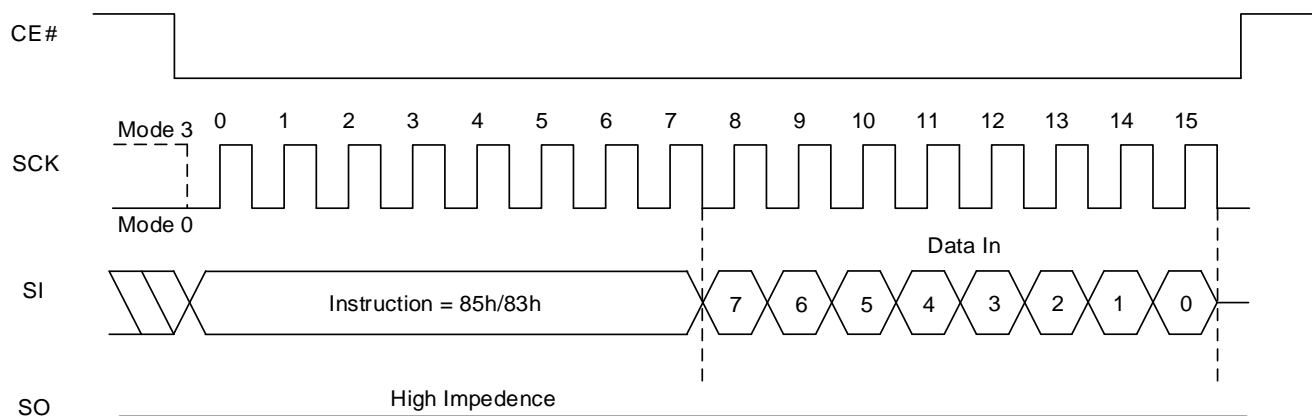 CE#
Mode 3 0 1 2 3 4 5 6 7 8 9 10 11 12 13 14 15
SCK
Mode 0
Data In
SI Instruction = 85h/83h 7 6 5 4 3 2 1 0
High Impedence
SO